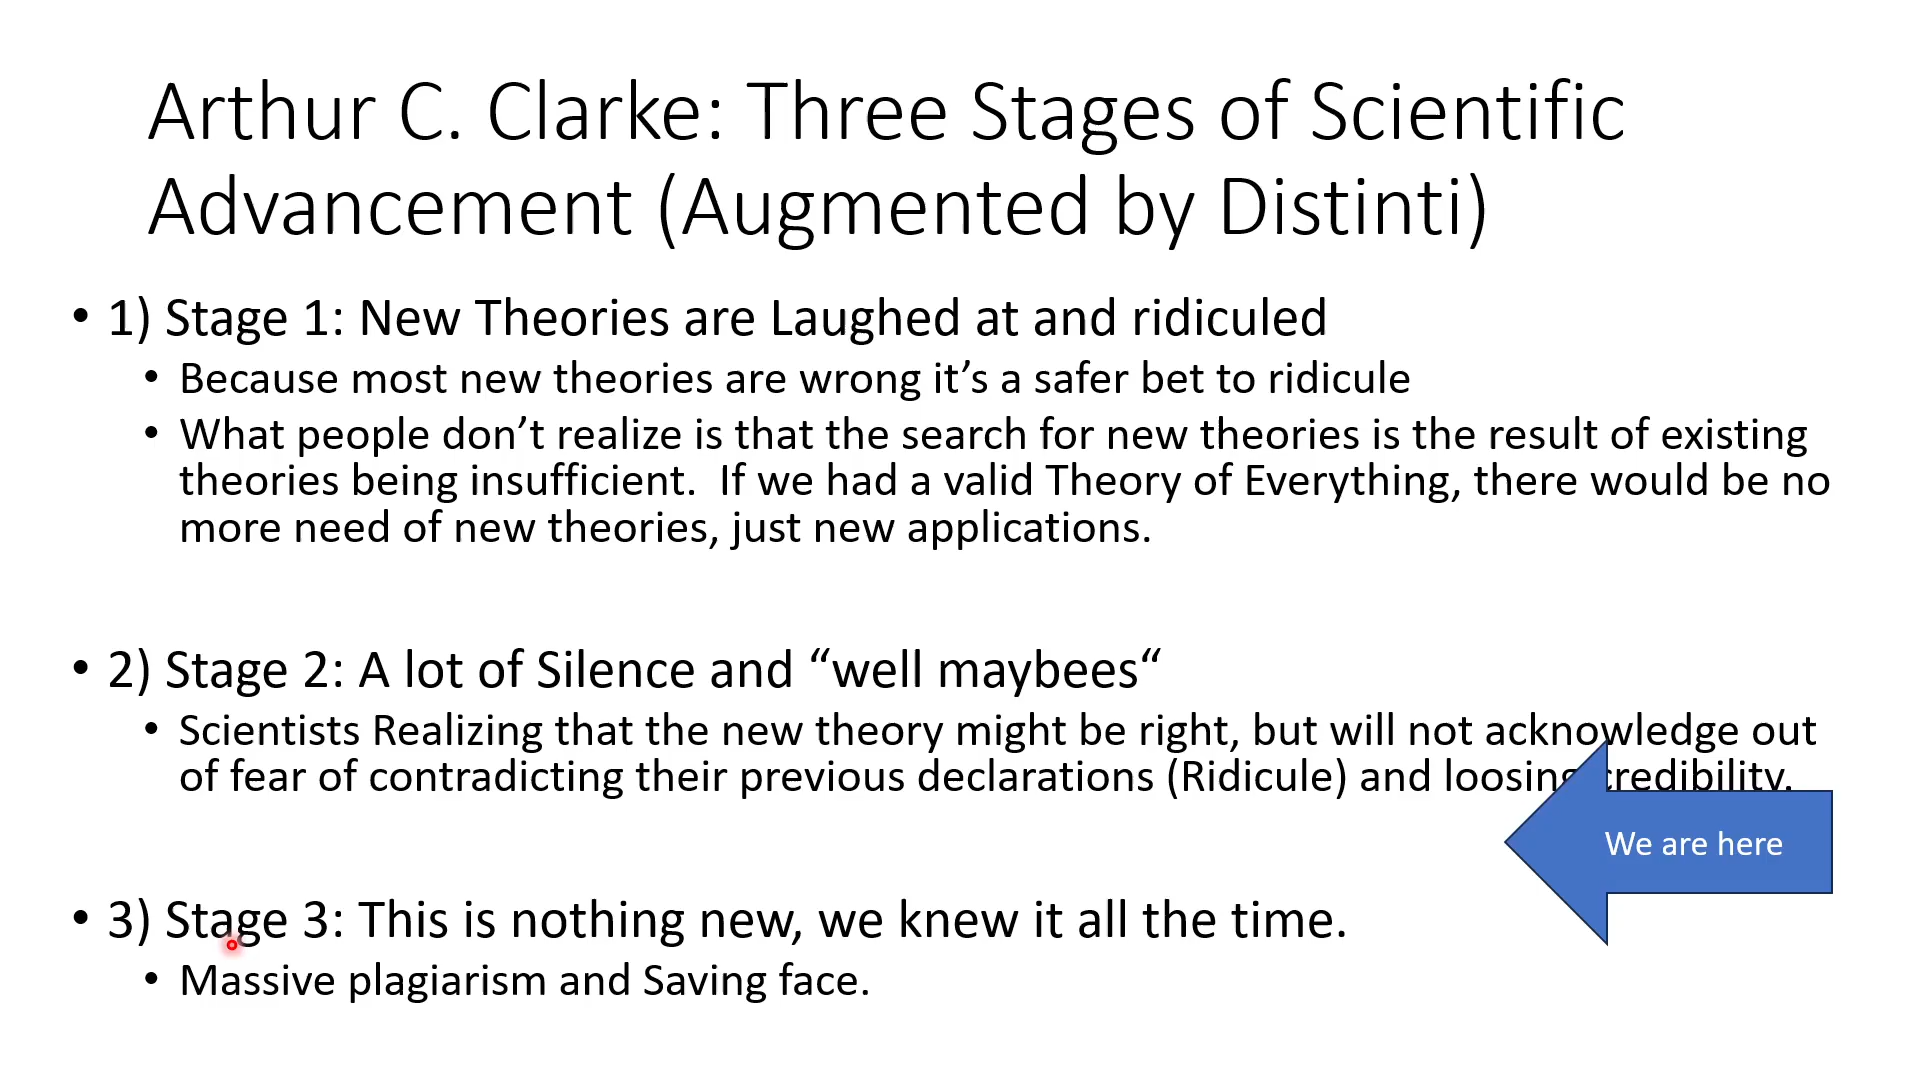 Arthur C. Clarke: Three Stages of Scientific
Advancement (Augmented by Distinti)
• 1) Stage 1: New Theories are Laughed at and ridiculed
• Because most new theories are wrong it’s a safer bet to ridicule
• What people don’t realize is that the search for new theories is the result of existing
theories being insufficient.  If we had a valid Theory of Everything, there would be no
more need of new theories, just new applications.
• 2) Stage 2: A lot of Silence and “well maybees“
• Scientists Realizing that the new theory might be right, but will not acknowledge out
of fear of contradicting their previous declarations (Ridicule) and loosing credibility.
We are here
• 3) Stage 3: This is nothing new, we knew it all the time.
• Massive plagiarism and Saving face.